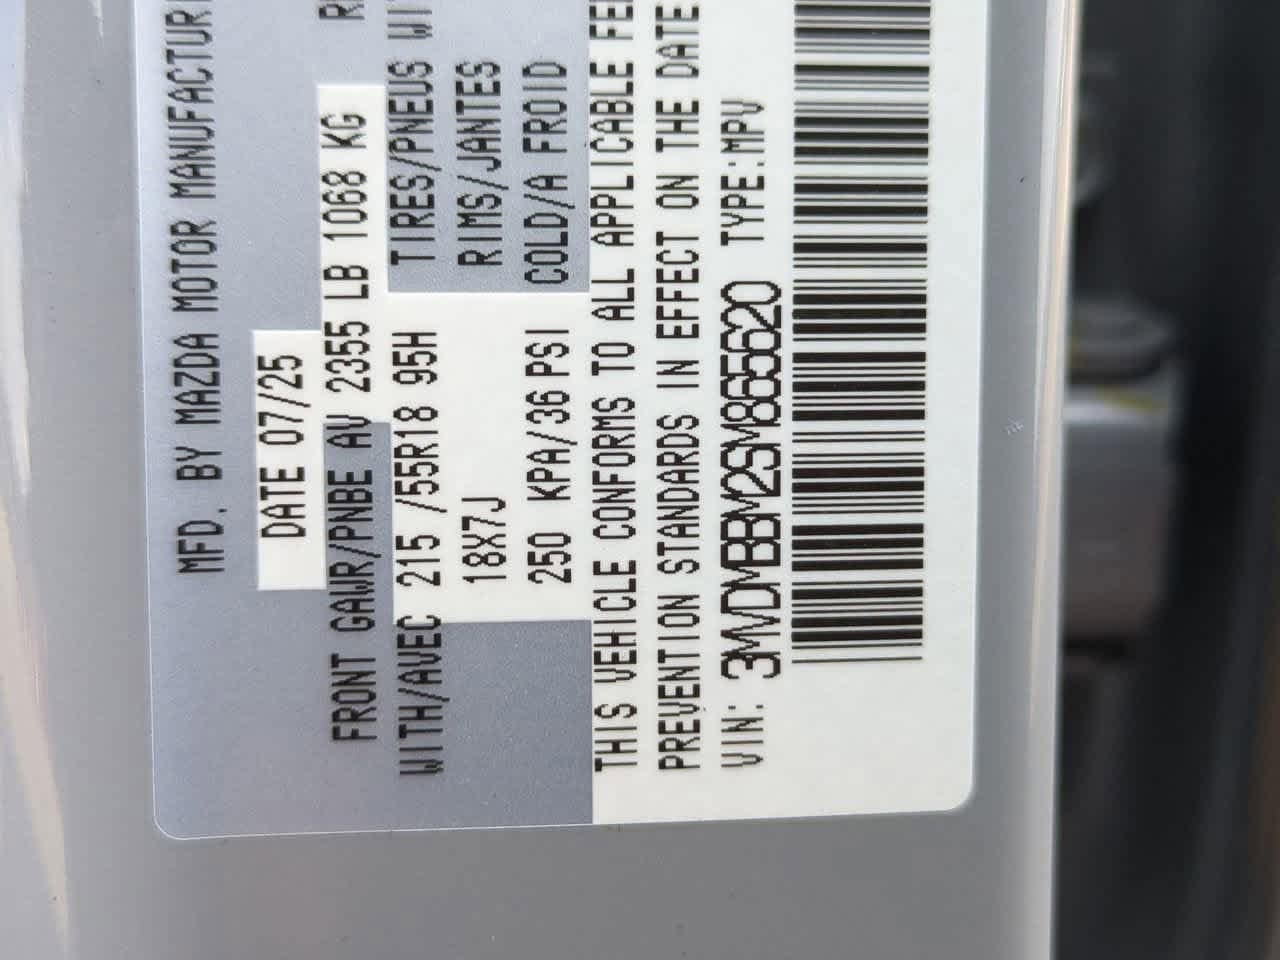 MFD. BY MAZDA MOTOR MANUFACTURI
DATE 07/25
FRONT GAWR/PNBE AV 2355 LB 1068 KG R
WITH/AVEC 215 /55R18 95H TIRES/PNEUS WI
18X7J RIMS/JANTES
250 KPA/36 PSI COLD/A FROID
THIS VEHICLE CONFORMS TO ALL APPLICABLE FE
PREVENTION STANDARDS IN EFFECT ON THE DATE
VIN: 3MVDMBBM2SM865620 TYPE:MPV